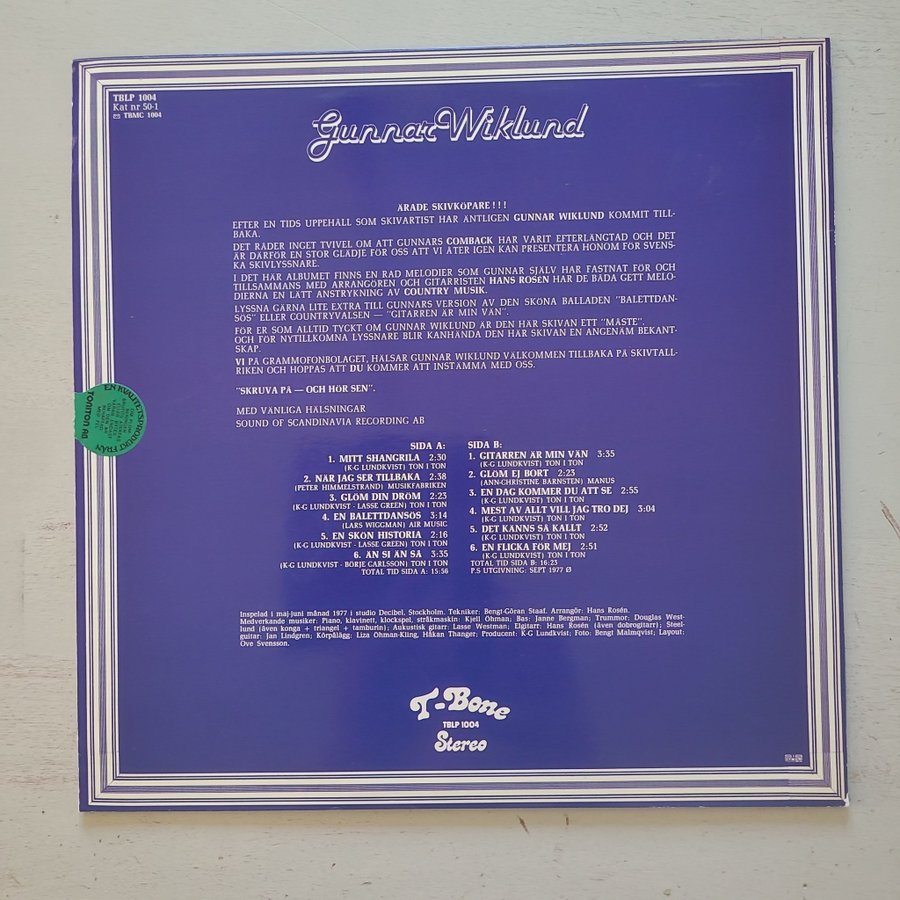 TBLP 1004
Kat nr 50-1
TBMC 1004
Gunnar Wiklund
ÄRADE SKIVKÖPARE!!!
EFTER EN TIDS UPPEHÅLL SOM SKIVARTIST HAR ÄNTLIGEN GUNNAR WIKLUND KOMMIT TILL-
BAKA.
DET RÅDER INGET TVIVEL OM ATT GUNNARS COMBACK HAR VARIT EFTERLÄNGTAD OCH DET
ÄR DÄRFÖR EN STOR GLÄDJE FÖR OSS ATT VI ÅTER IGEN KAN PRESENTERA HONOM FÖR SVENS-
KA SKIVLYSSNARE.
I DET HÄR ALBUMET FINNS EN RAD MELODIER SOM GUNNAR SJÄLV HAR FASTNAT FÖR OCH
TILLSAMMANS MED ARRANGÖREN OCH GITARRISTEN HANS ROSÉN HAR DE BÅDA GETT MELO-
DIERNA EN LÄTT ANSTRYKNING AV COUNTRY MUSIK.
LYSSNA GÄRNA LITE EXTRA TILL GUNNARS VERSION AV DEN SKÖNA BALLADEN "BALETTDAN-
SÖS" ELLER COUNTRYVALSEN — "GITARREN ÄR MIN VÄN".
FÖR ER SOM ALLTID TYCKT OM GUNNAR WIKLUND ÄR DEN HÄR SKIVAN ETT "MÅSTE".
OCH FÖR NYTILLKOMNA LYSSNARE BLIR KANHÄNDA DEN HÄR SKIVAN EN ANGENÄM BEKANT-
SKAP.
VI PÅ GRAMMOFONBOLAGET, HÄLSAR GUNNAR WIKLUND VÄLKOMMEN TILLBAKA PÅ SKIVTALL-
RIKEN OCH HOPPAS ATT DU KOMMER ATT INSTÄMMA MED OSS.
"SKRUVA PÅ — OCH HÖR SEN".
MED VÄNLIGA HÄLSNINGAR
SOUND OF SCANDINAVIA RECORDING AB
EN KVALITETSPRODUKT FRÅN
TONITON AB
SIDA A:
1. MITT SHANGRILA 2:30
(K-G LUNDKVIST) TON I TON
2. NÄR JAG SER TILLBAKA 2:38
(PETER HIMMELSTRAND) MUSIKFABRIKEN
3. GLÖM DIN DRÖM 2:23
(K-G LUNDKVIST - LASSE GREEN) TON I TON
4. EN BALETTDANSÖS 3:14
(LARS WIGGMAN) AIR MUSIC
5. EN SKÖN HISTORIA 2:16
(K-G LUNDKVIST - LASSE GREEN) TON I TON
6. ÄN SI ÄN SÅ 3:35
(K-G LUNDKVIST - BÖRJE CARLSSON) TON I TON
TOTAL TID SIDA A: 15:56
SIDA B:
1. GITARREN ÄR MIN VÄN 3:35
(K-G LUNDKVIST) TON I TON
2. GLÖM EJ BORT 2:23
(ANN-CHRISTINE BÄRNSTEN) MANUS
3. EN DAG KOMMER DU ATT SE 2:55
(K-G LUNDKVIST) TON I TON
4. MEST AV ALLT VILL JAG TRO DEJ 3:04
(K-G LUNDKVIST) TON I TON
5. DET KÄNNS SÅ KALLT 2:52
(K-G LUNDKVIST) TON I TON
6. EN FLICKA FÖR MEJ 2:51
(K-G LUNDKVIST) TON I TON
TOTAL TID SIDA B: 16:23
P.S UTGIVNING: SEPT 1977 Ø
Inspelad i maj-juni månad 1977 i studio Decibel, Stockholm. Tekniker: Bengt-Göran Staaf. Arrangör: Hans Rosén.
Medverkande musiker: Piano, klavinett, klockspel, stråkmaskin: Kjell Öhman; Bas: Janne Bergman; Trummor: Douglas West-
lund (även konga + triangel + tamburin); Aukustisk gitarr: Lasse Westman; Elgitarr: Hans Rosén (även dobrogitarr); Steel-
guitar: Jan Lindgren; Körpålägg: Liza Öhman-Kling, Håkan Thanger; Producent: K-G Lundkvist; Foto: Bengt Malmqvist; Layout:
Ove Svensson.
T-Bone
TBLP 1004
Stereo